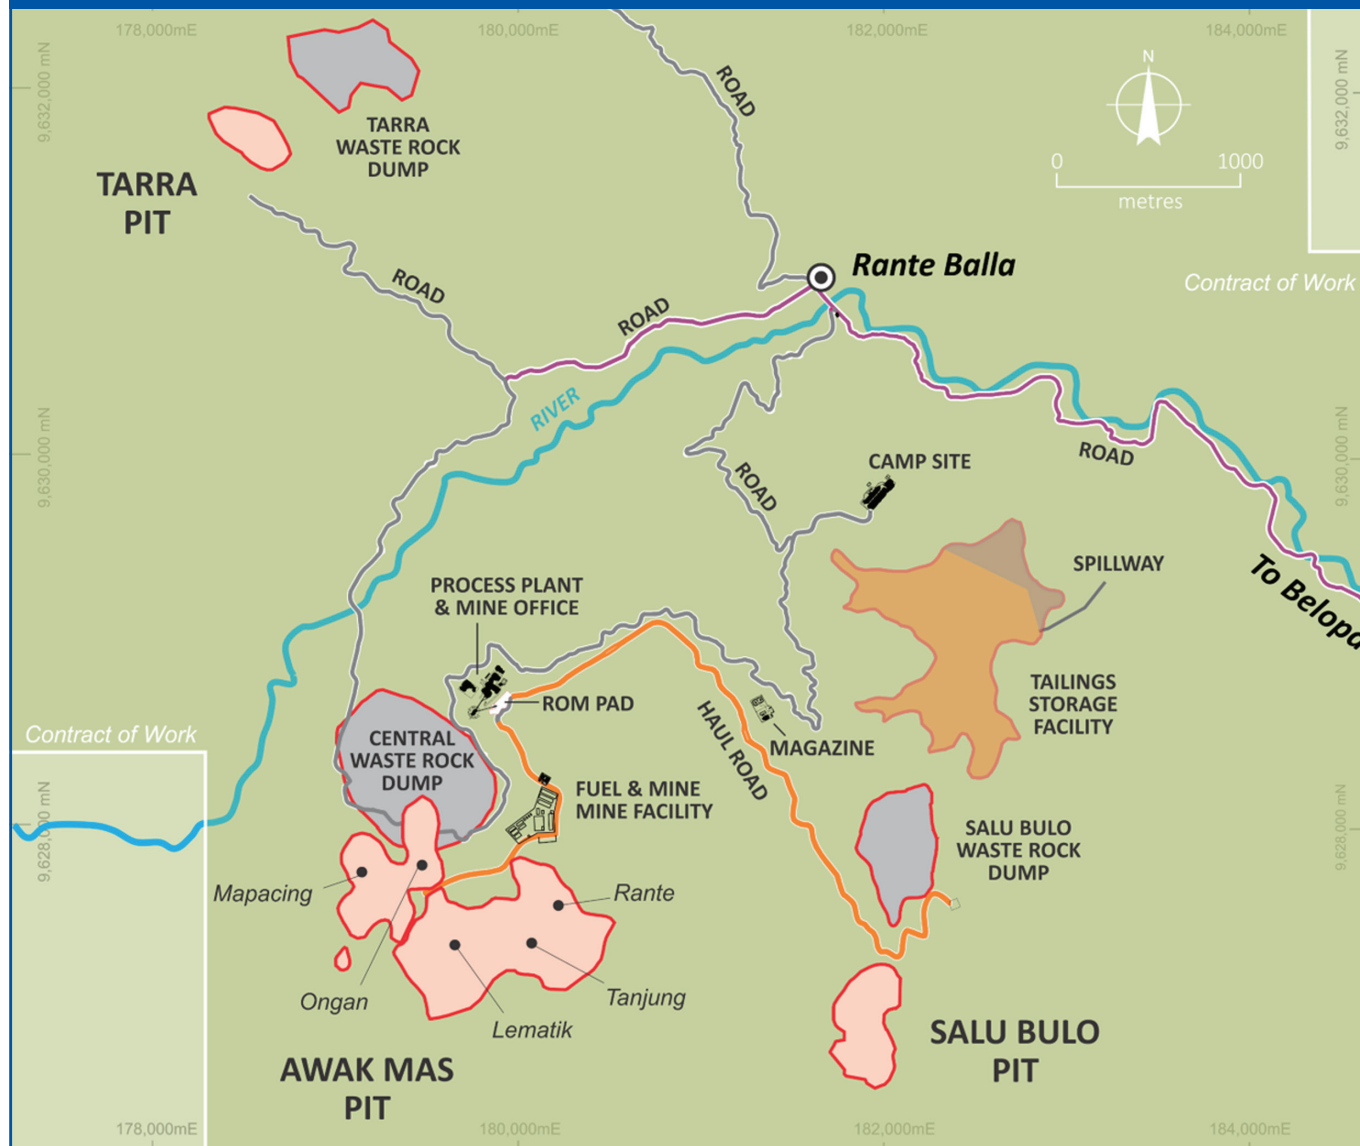 178,000mE
180,000mE
182,000mE
184,000mE
9,632,000 mN
9,632,000 mN
N
0
1000
metres
ROAD
TARRA
WASTE ROCK
DUMP
TARRA
PIT
Rante Balla
Contract of Work
ROAD
ROAD
RIVER
9,630,000 mN
9,630,000 mN
ROAD
CAMP SITE
ROAD
SPILLWAY
To Belopa
PROCESS PLANT
& MINE OFFICE
TAILINGS
STORAGE
FACILITY
ROM PAD
HAUL ROAD
MAGAZINE
Contract of Work
CENTRAL
WASTE ROCK
DUMP
FUEL & MINE
MINE FACILITY
9,628,000 mN
9,628,000 mN
SALU BULO
WASTE ROCK
DUMP
Mapacing
Rante
Ongan
Tanjung
Lematik
SALU BULO
PIT
AWAK MAS
PIT
178,000mE
180,000mE
182,000mE
184,000mE